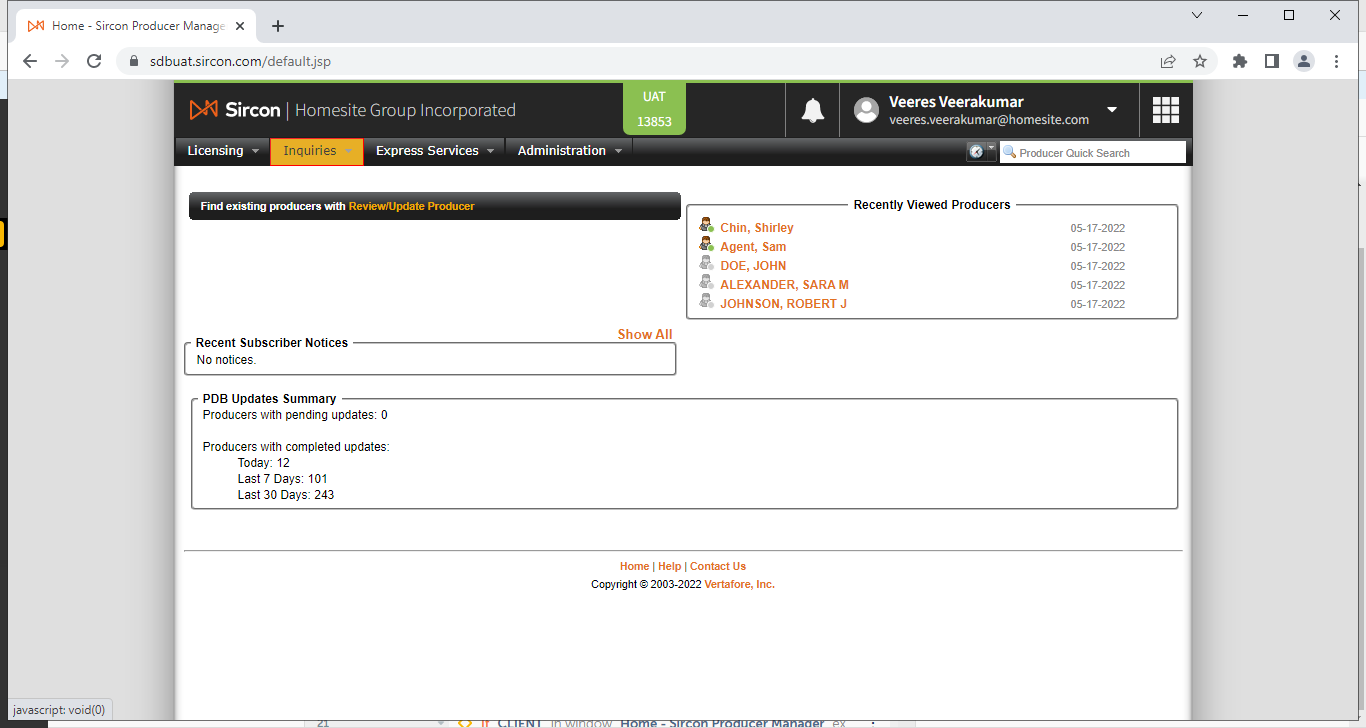 Home - Sircon Producer Manage
sdbuat.sircon.com/default.jsp
Sircon | Homesite Group Incorporated
UAT
13853
Veeres Veerakumar
veeres.veerakumar@homesite.com
Licensing Inquiries Express Services Administration Producer Quick Search
Find existing producers with Review/Update Producer
Recently Viewed Producers
Chin, Shirley 05-17-2022
Agent, Sam 05-17-2022
DOE, JOHN 05-17-2022
ALEXANDER, SARA M 05-17-2022
JOHNSON, ROBERT J 05-17-2022
Show All
Recent Subscriber Notices
No notices.
PDB Updates Summary
Producers with pending updates: 0
Producers with completed updates:
Today: 12
Last 7 Days: 101
Last 30 Days: 243
Home | Help | Contact Us
Copyright © 2003-2022 Vertafore, Inc.
javascript: void(0)
21 If 'CLIENT' in window 'Home - Sircon Producer Manager' ex